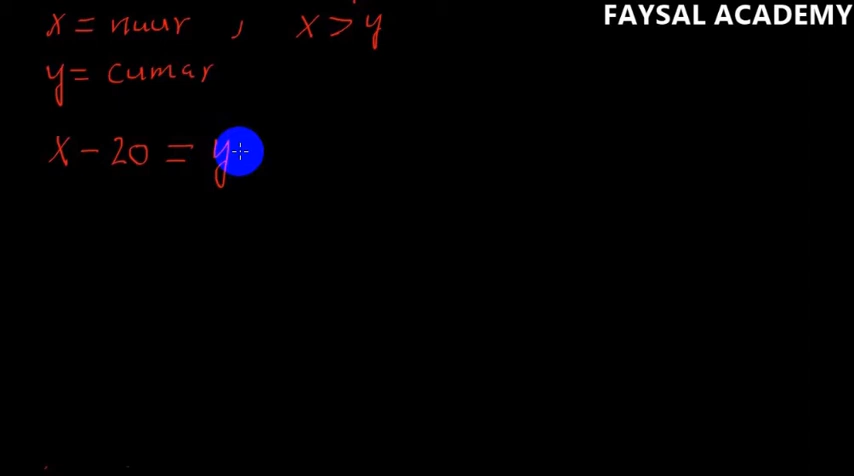 FAYSAL ACADEMY
x = nuur , x > y
y = cumar
x - 20 = y